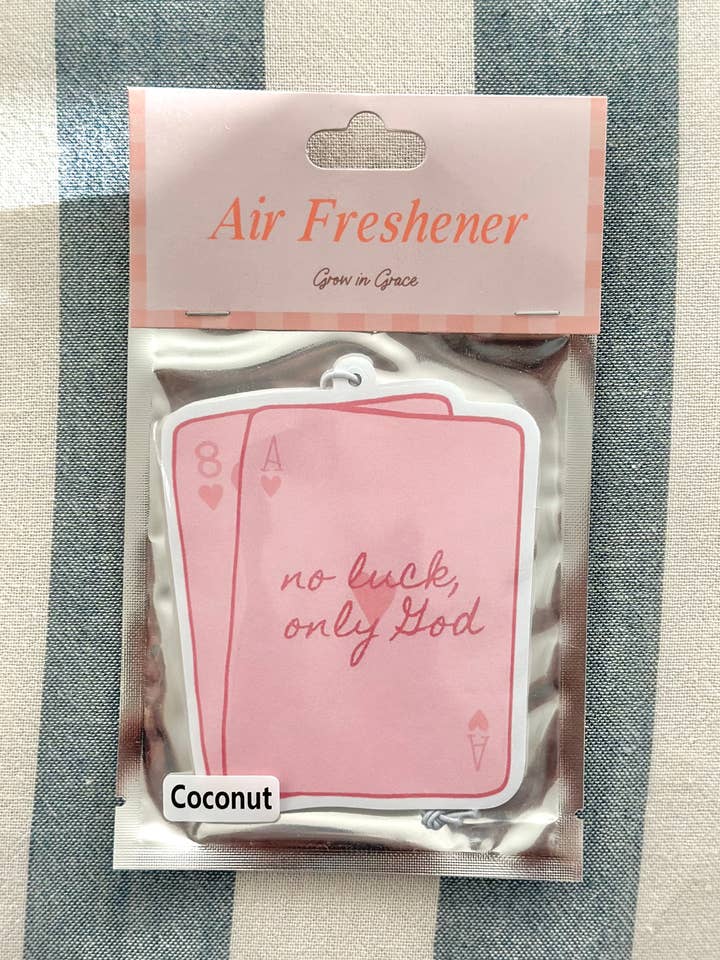 Air Freshener
Grow in Grace
8 A
no luck,
only God
A
Coconut